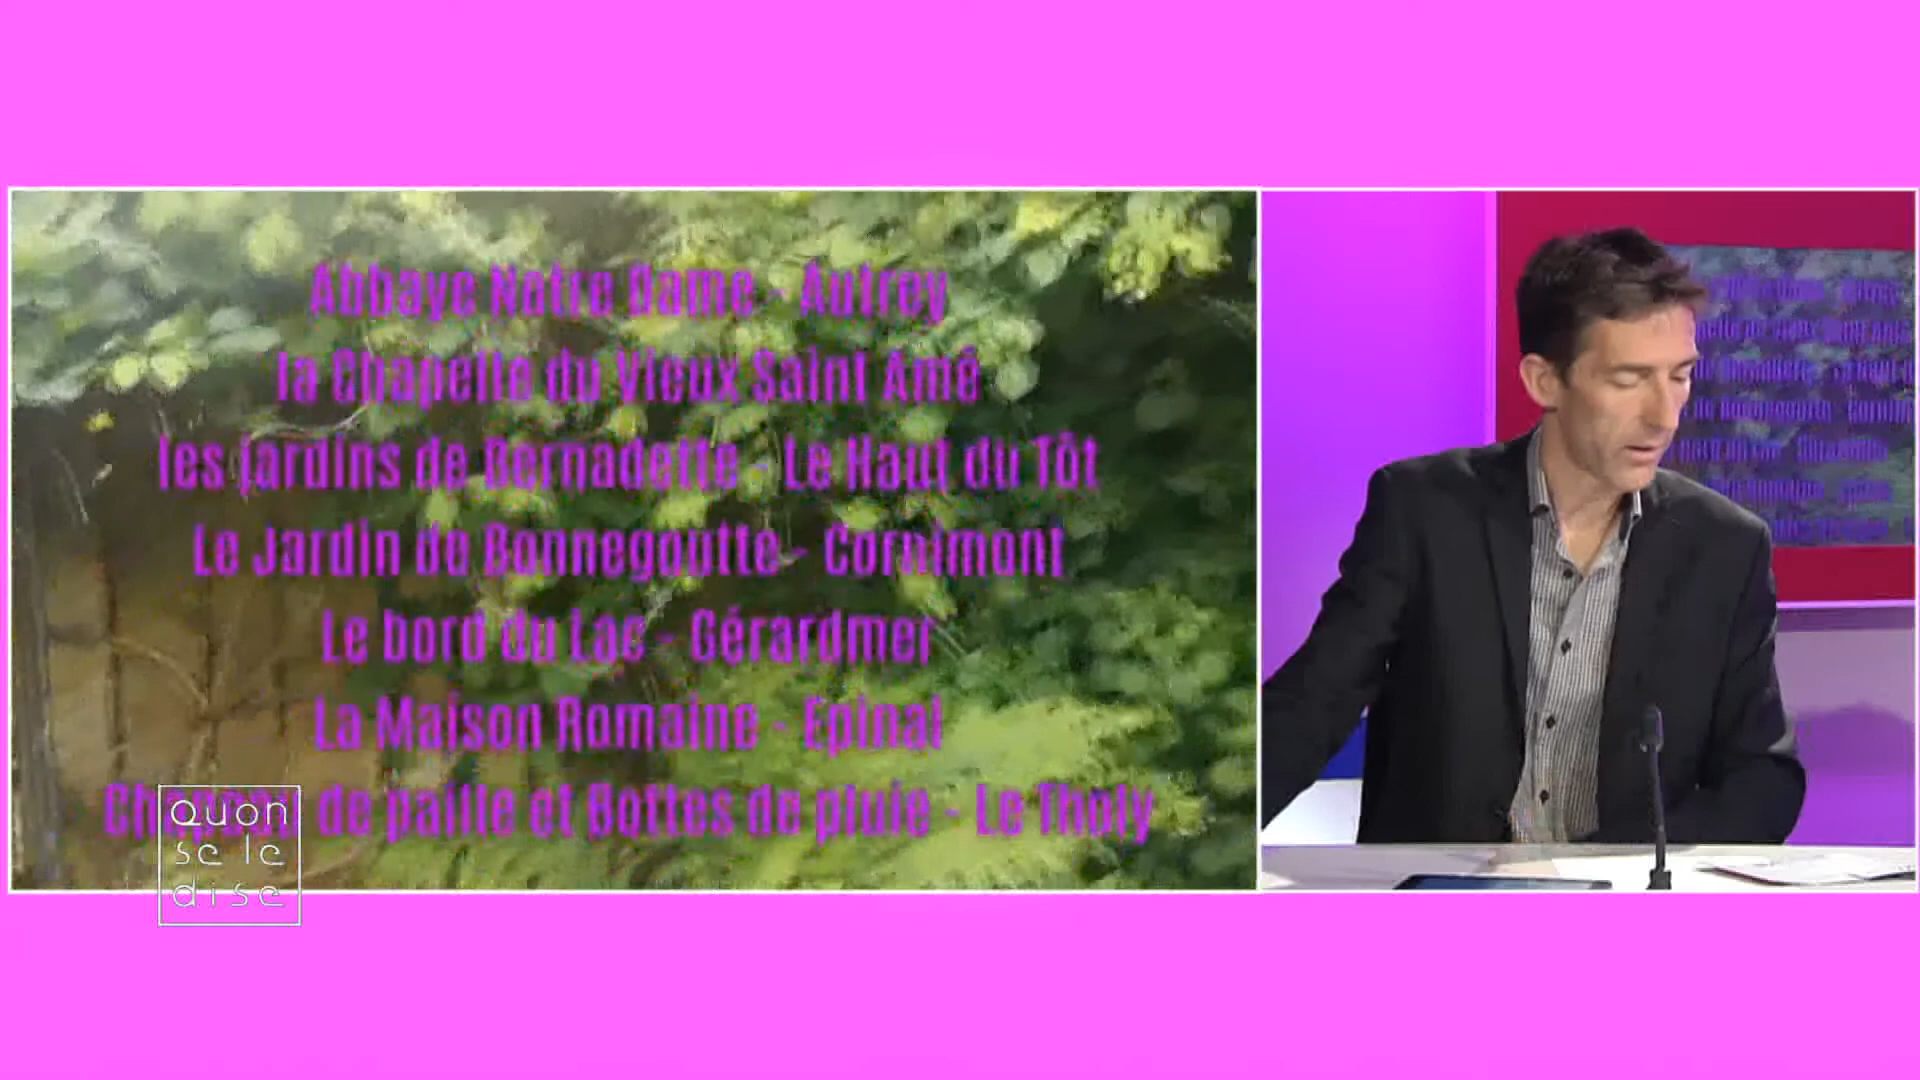 Abbaye Notre Dame - Autrey
la Chapelle du Vieux Saint Amé
les jardins de Bernadette - Le Haut du Tôt
Le Jardin de Bonnegoutte - Cornimont
Le bord du Lac - Gérardmer
La Maison Romaine - Epinal
Chapeau de paille et Bottes de pluie - Le Tholy
quon
se le
dise